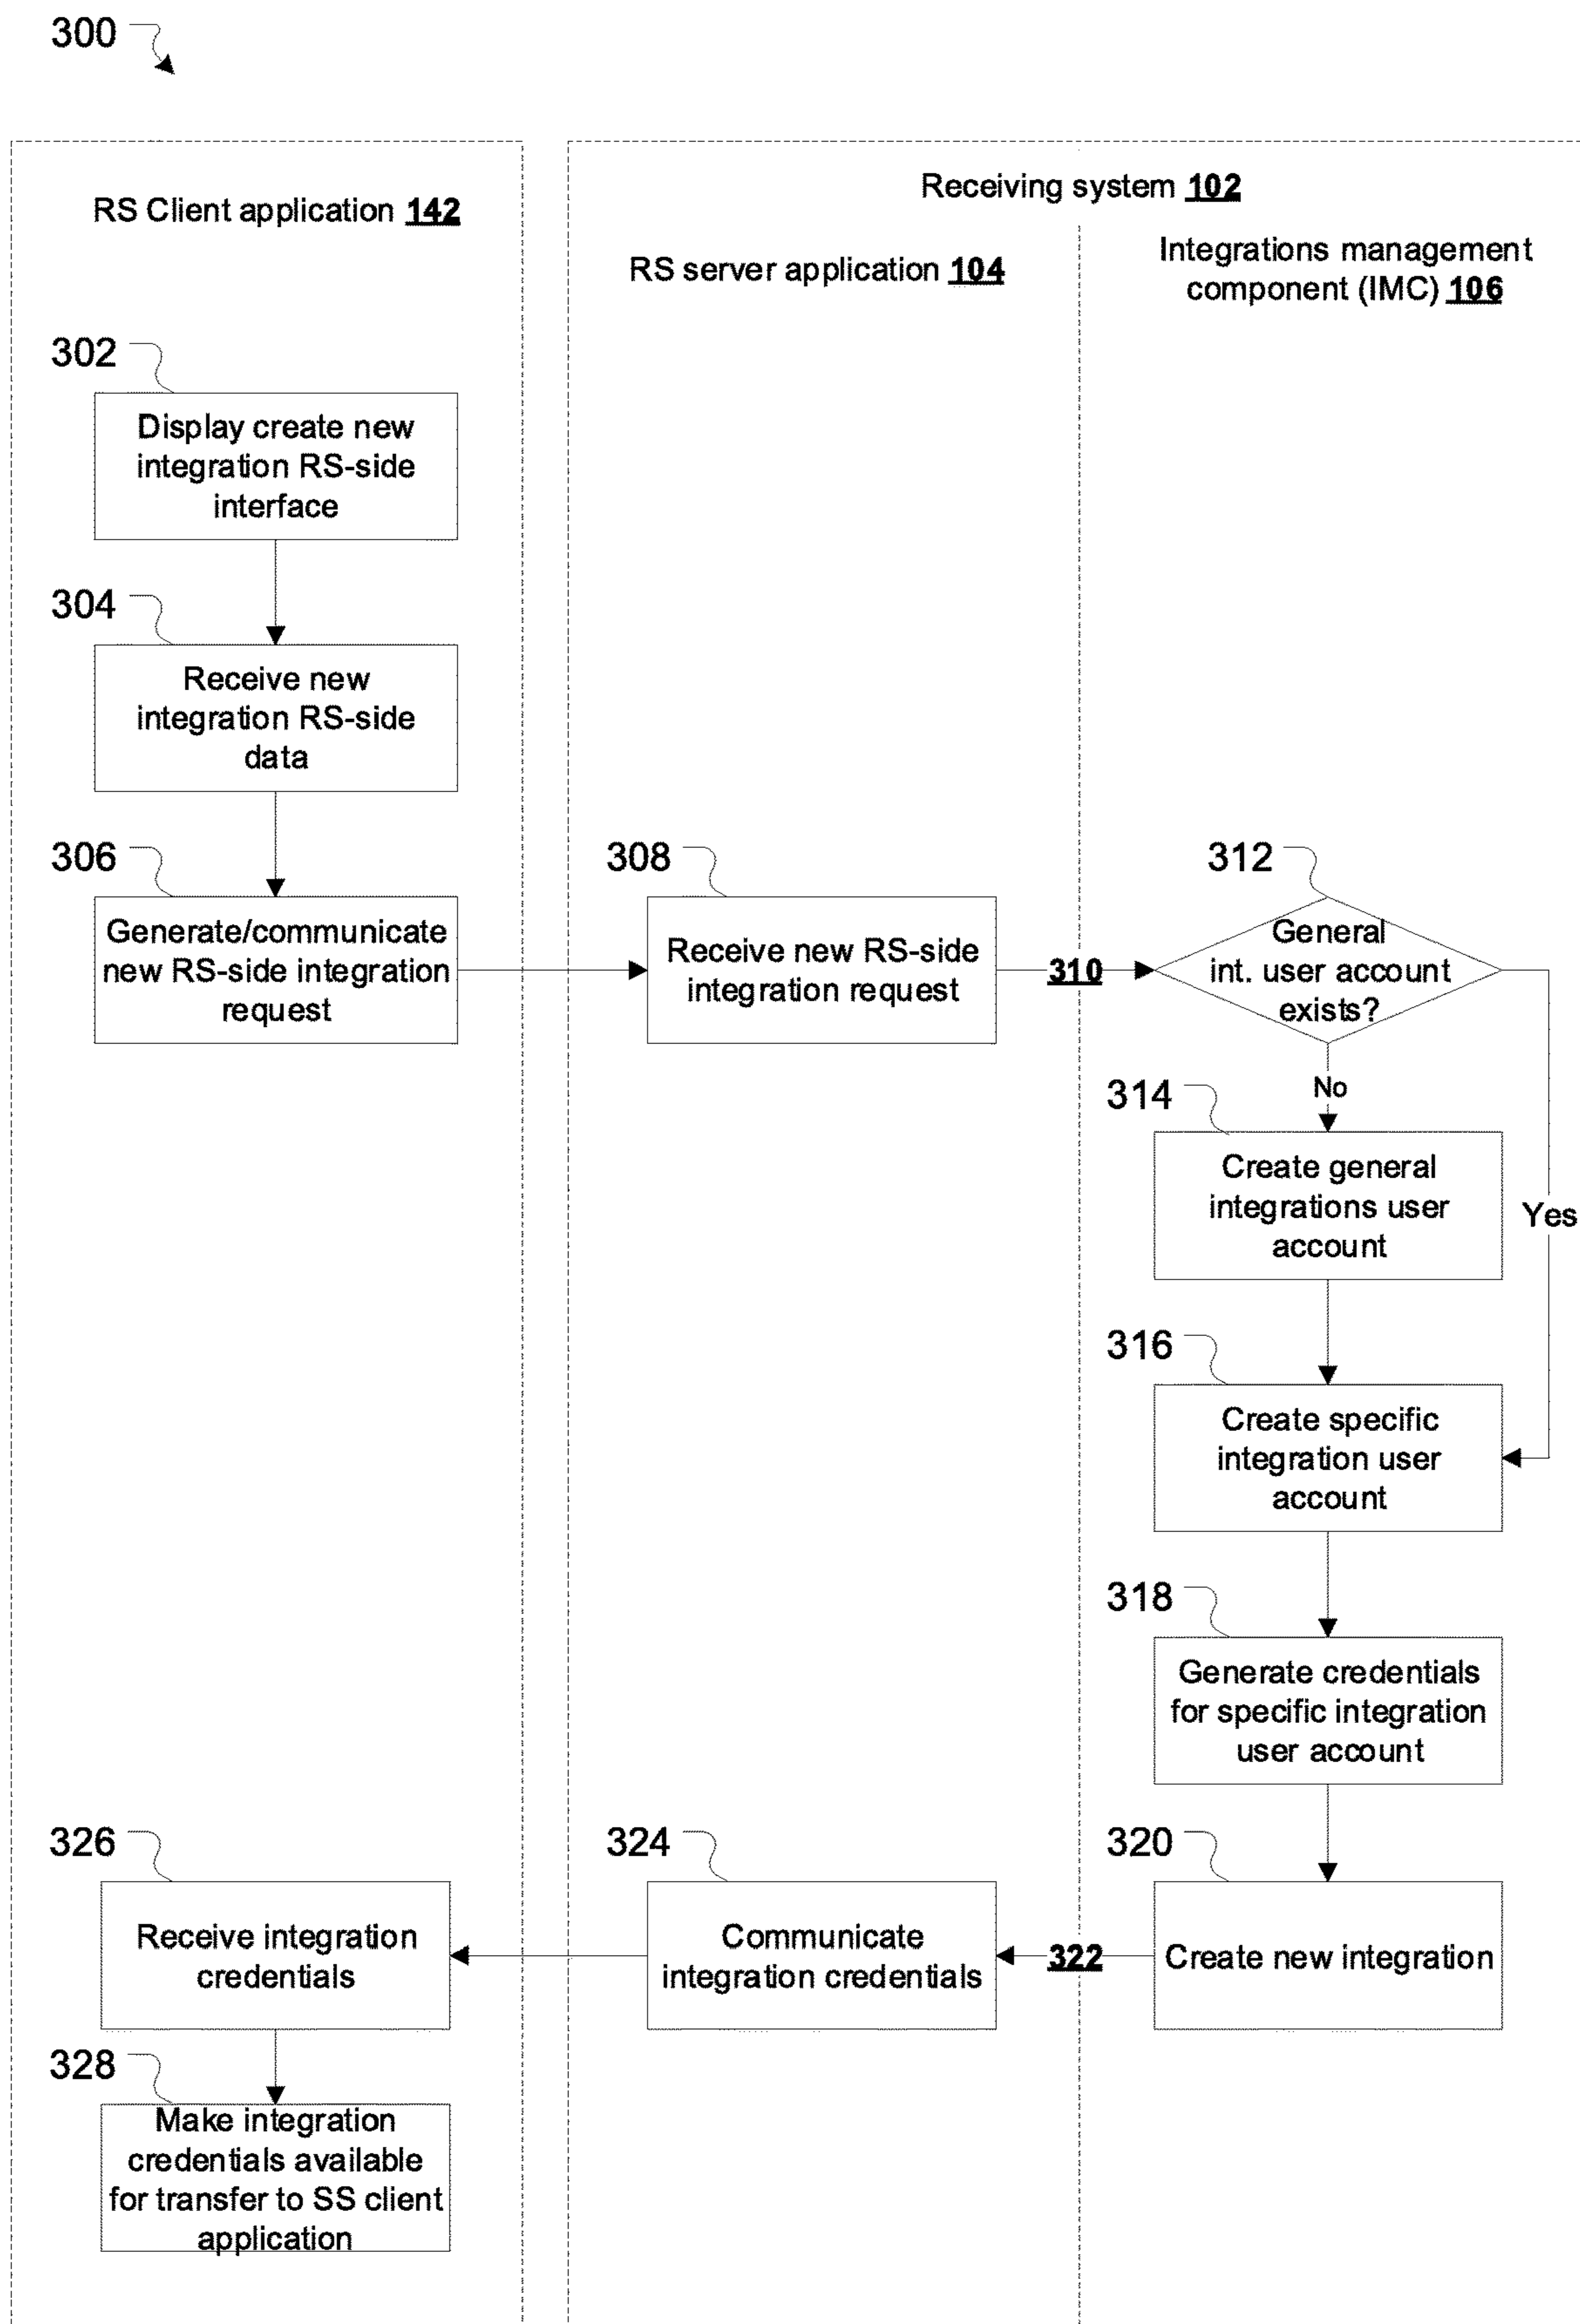 300
Receiving system 102
RS Client application 142
RS server application 104
Integrations management
component (IMC) 106
302
Display create new
integration RS-side
interface
304
Receive new
integration RS-side
data
306
Generate/communicate
new RS-side integration
request
308
Receive new RS-side
integration request
310
312
General
int. user account
exists?
No
Yes
314
Create general
integrations user
account
316
Create specific
integration user
account
318
Generate credentials
for specific integration
user account
320
Create new integration
322
324
Communicate
integration credentials
326
Receive integration
credentials
328
Make integration
credentials available
for transfer to SS client
application